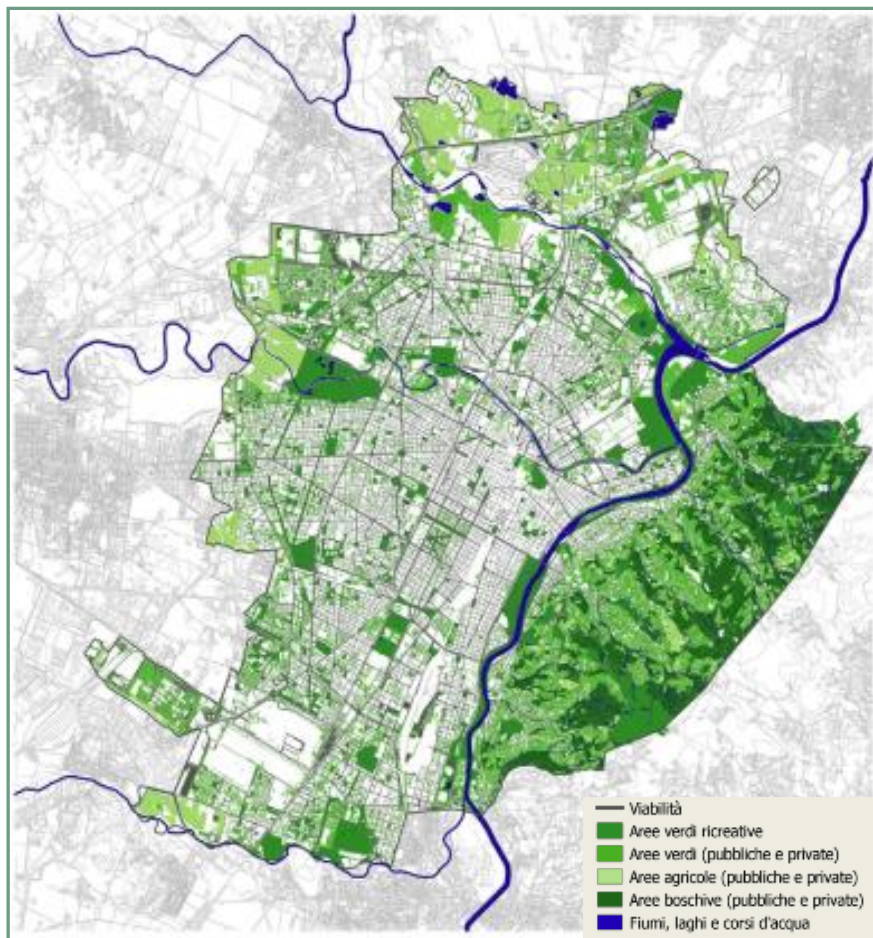 Viabilità
Aree verdi ricreative
Aree verdi (pubbliche e private)
Aree agricole (pubbliche e private)
Aree boschive (pubbliche e private)
Fiumi, laghi e corsi d'acqua